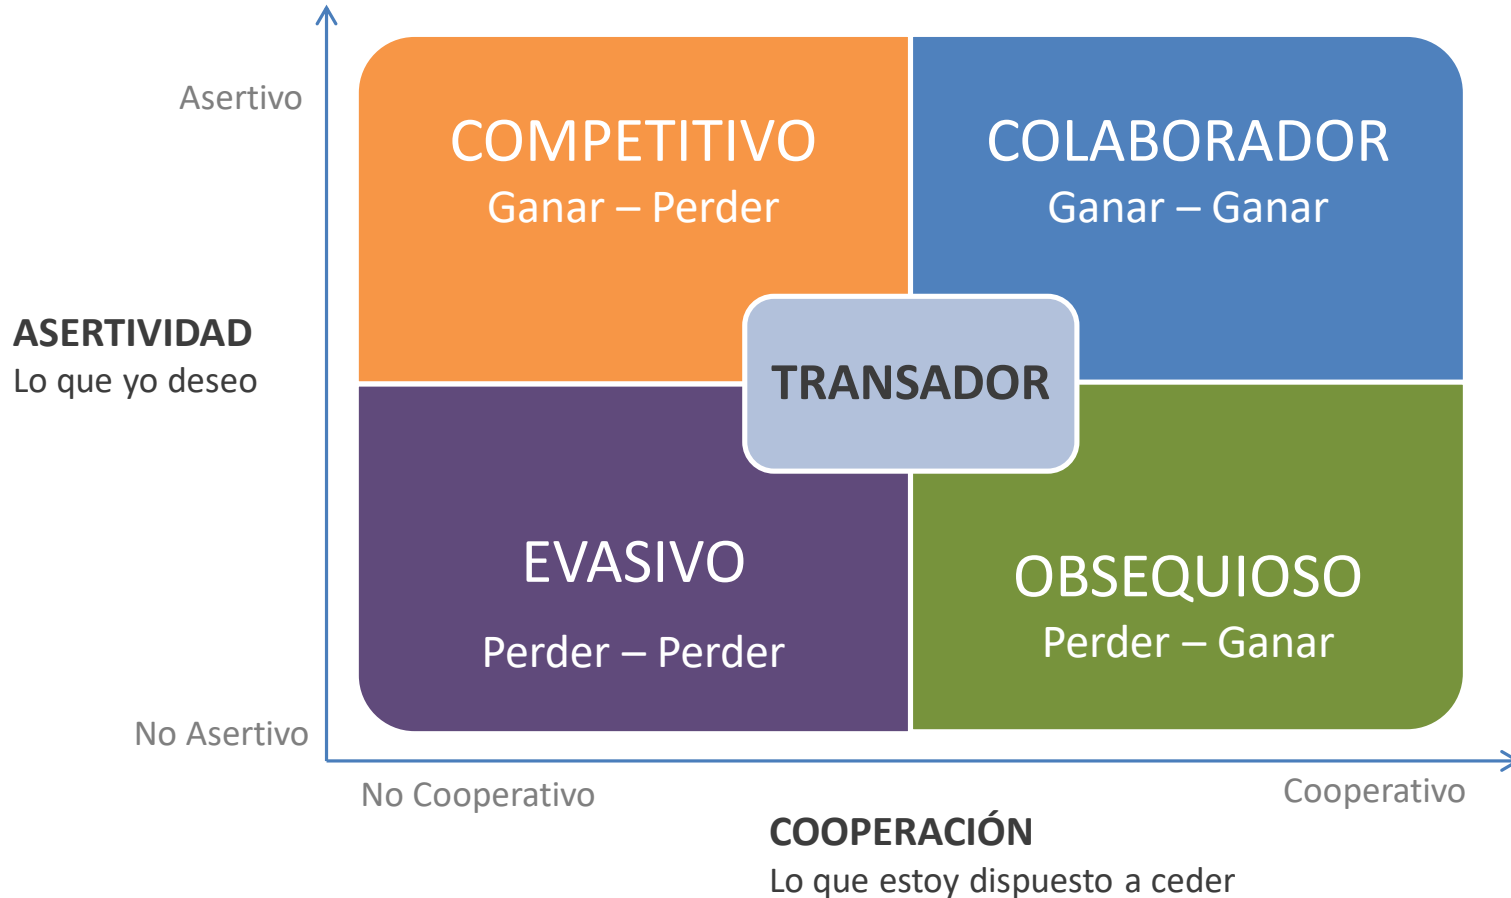 Asertivo
COMPETITIVO
Ganar – Perder
COLABORADOR
Ganar – Ganar
ASERTIVIDAD
Lo que yo deseo
TRANSADOR
EVASIVO
Perder – Perder
OBSEQUIOSO
Perder – Ganar
No Asertivo
No Cooperativo
Cooperativo
COOPERACIÓN
Lo que estoy dispuesto a ceder